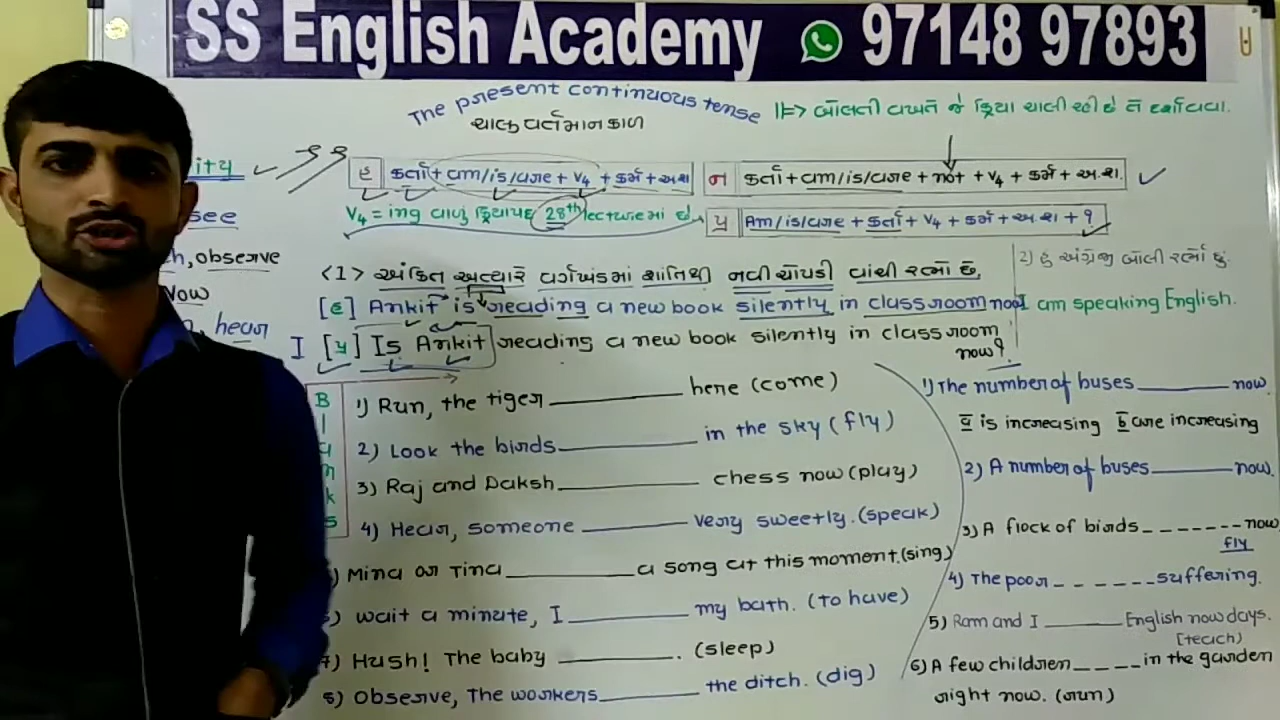 SS English Academy 97148 97893
The present continuous tense
ચાલુ વર્તમાનકાળ
1⇒ બોલતી વખતે જે ક્રિયા ચાલી રહી છે તે દર્શાવવા.
ity
હ કર્તા + am/is/are + V4 + કર્મ + અ.શ.
ન કર્તા + am/is/are + not + V4 + કર્મ + અ.શ.
see
V4 = ing વાળું ક્રિયાપદ 28th lectureમાં છે
પ્ર Am/is/are + કર્તા + V4 + કર્મ + અ.શ + ?
ch, observe
<1> અંકિત અત્યારે વર્ગખંડમાં શાંતિથી નવી ચોપડી વાંચી રહ્યો છે.
2) હું અંગ્રેજી બોલી રહ્યો છું.
Now
[હ] Ankit is reading a new book silently in classroom now
I am speaking English.
, hear
I [પ્ર] Is Ankit reading a new book silently in classroom
now?
Blanks
1) Run, the tiger ________ here (come)
2) Look the birds ________ in the sky (fly)
3) Raj and Daksh ________ chess now (play)
4) Hear, someone ________ very sweetly. (speak)
) Mina or Tina ________ a song at this moment. (sing)
) wait a minute, I ________ my bath. (to have)
7) Hush! The baby ________. (sleep)
8) Observe, The workers ________ the ditch. (dig)
1) The number of buses ________ now
a is increasing b are increasing
2) A number of buses ________ now.
3) A flock of birds _ _ _ _ _ _ _ now
fly
4) The poor _ _ _ _ _ _ suffering.
5) Ram and I ________ English now days.
[teach]
6) A few children _ _ _ _ in the garden
right now. (run)